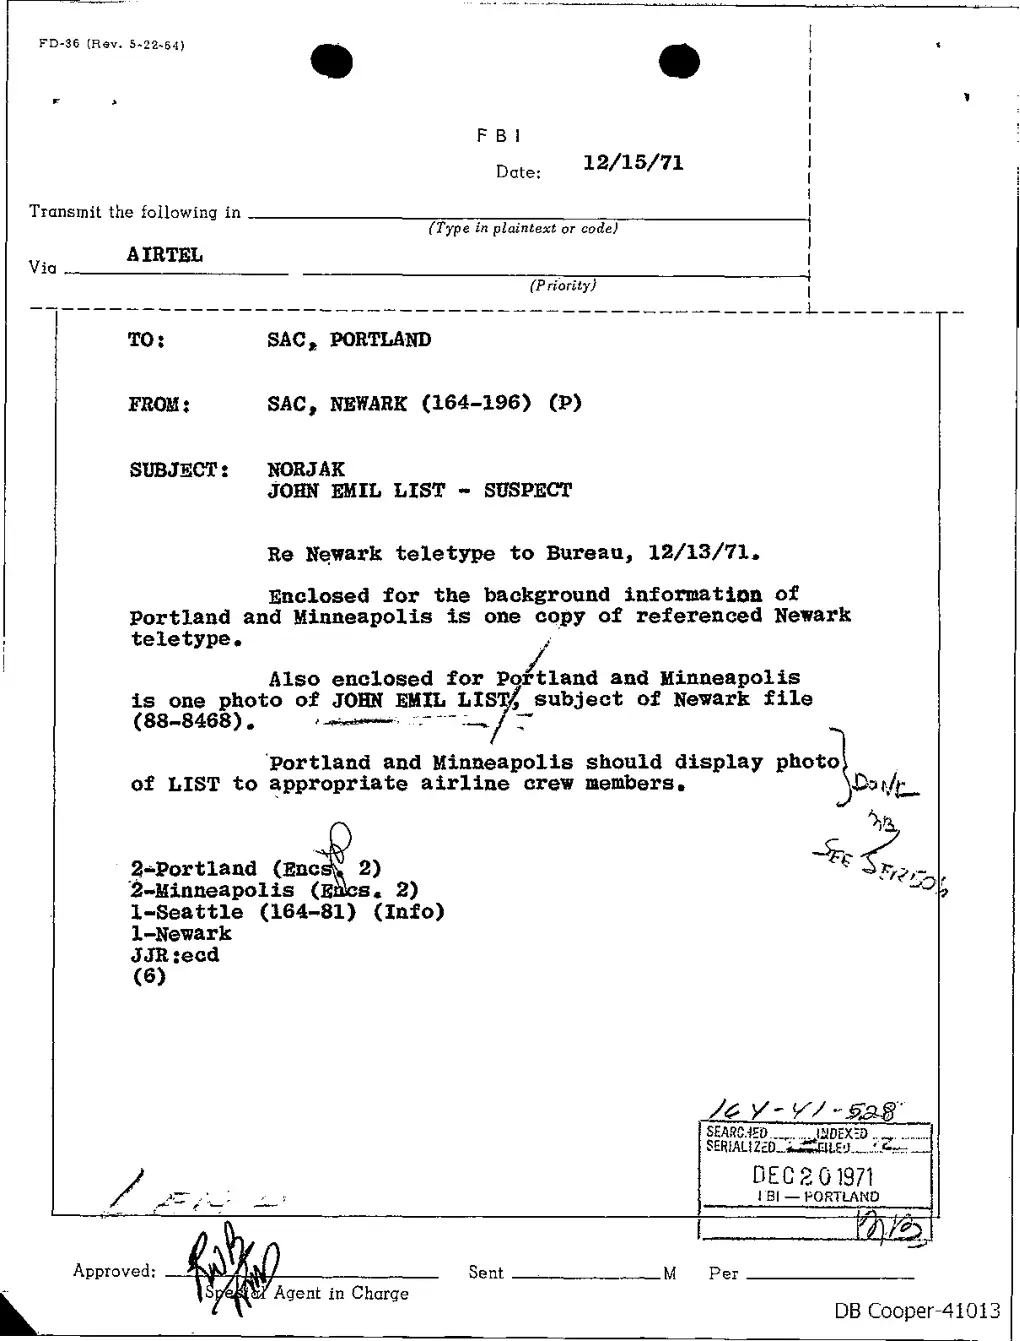 FD-36 (Rev. 5-22-64)
F B I
Date: 12/15/71
Transmit the following in
(Type in plaintext or code)
Via AIRTEL
(Priority)
TO: SAC, PORTLAND
FROM: SAC, NEWARK (164-196) (P)
SUBJECT: NORJAK
JOHN EMIL LIST - SUSPECT
Re Newark teletype to Bureau, 12/13/71.
Enclosed for the background information of
Portland and Minneapolis is one copy of referenced Newark
teletype.
Also enclosed for Portland and Minneapolis
is one photo of JOHN EMIL LIST, subject of Newark file
(88-8468).
Portland and Minneapolis should display photo
of LIST to appropriate airline crew members.
Done
SEE
2-Portland (Encs. 2)
2-Minneapolis (Encs. 2)
1-Seattle (164-81) (Info)
1-Newark
JJR:ecd
(6)
164-41-528
SEARCHED INDEXED
SERIALIZED FILED
DEC 20 1971
FBI — PORTLAND
Approved: Sent M Per
Special Agent in Charge
DB Cooper-41013